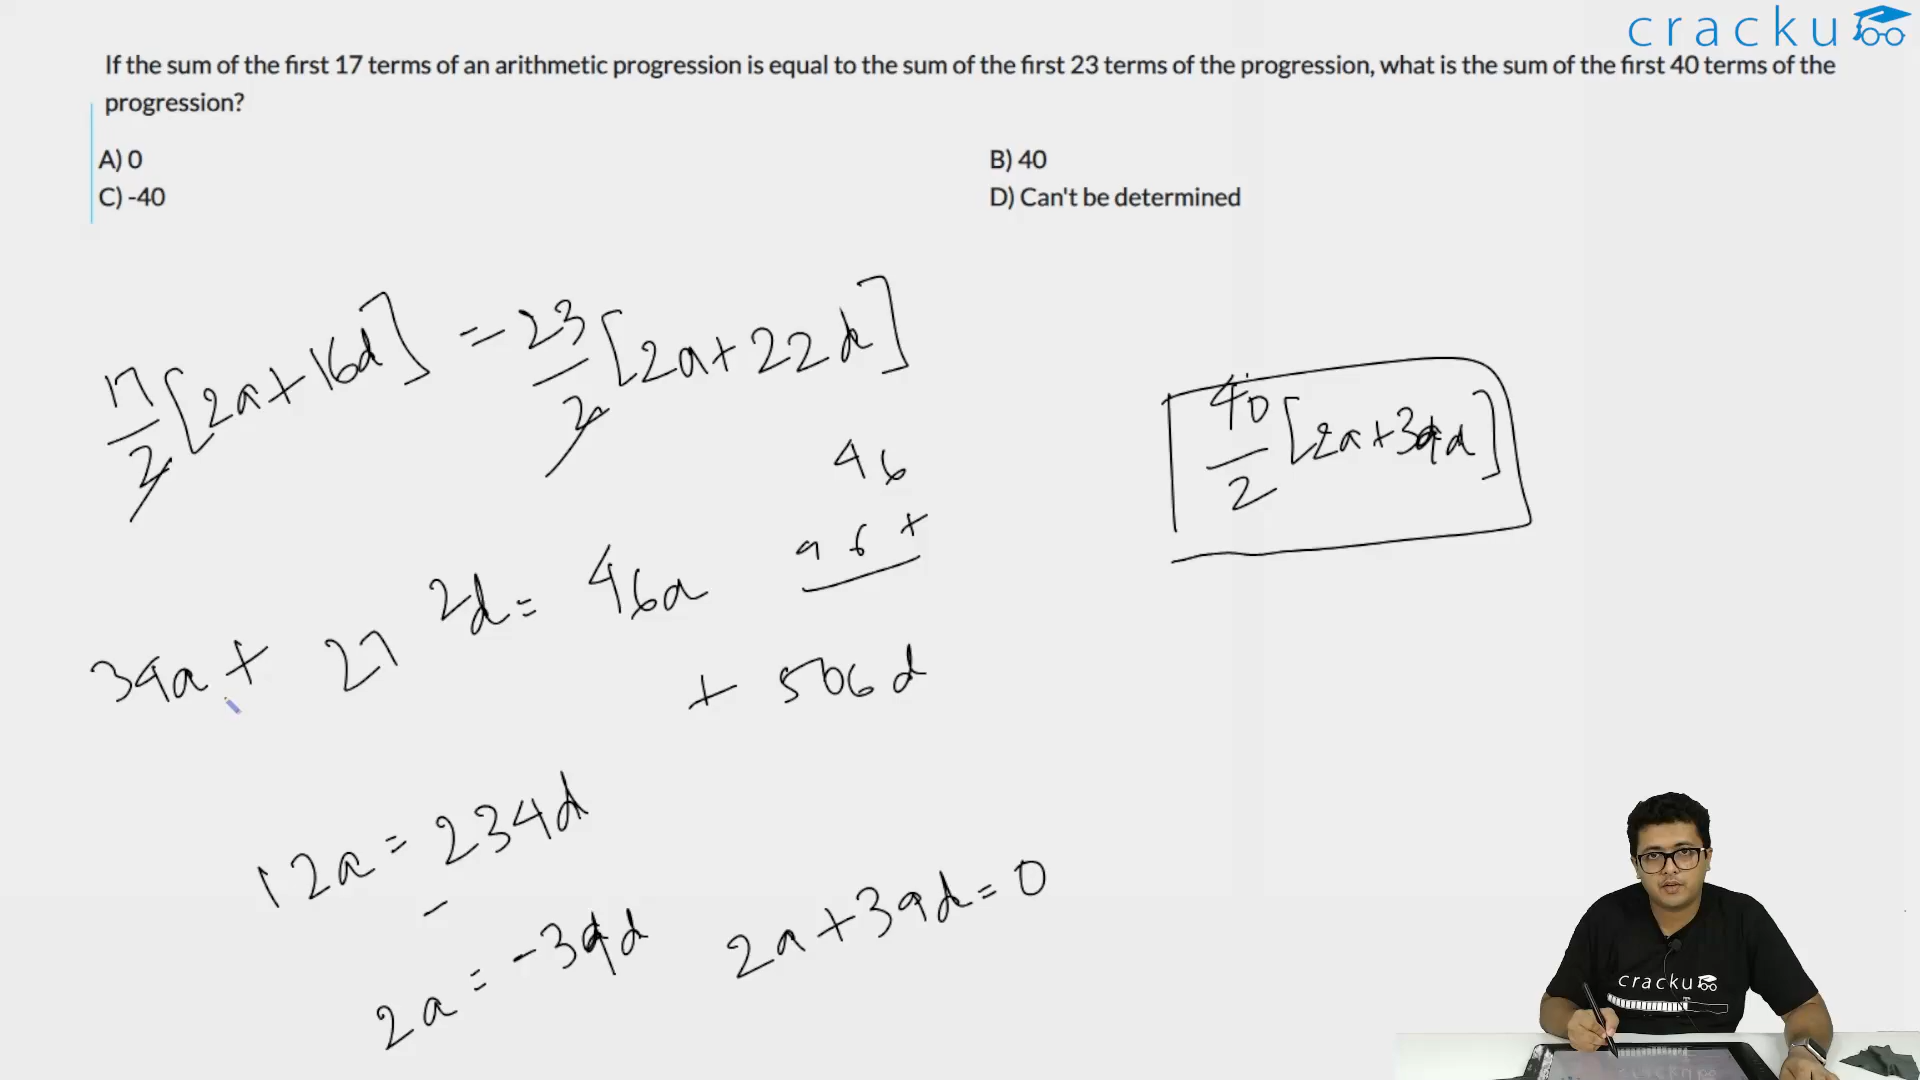 cracku
If the sum of the first 17 terms of an arithmetic progression is equal to the sum of the first 23 terms of the progression, what is the sum of the first 40 terms of the
progression?
A) 0
B) 40
C) -40
D) Can't be determined
17/2 [2a+16d] = 23/2 [2a+22d]
40/2 [2a+39d]
46
96+
34a + 272d = 46a
+ 506d
12a = 234d
-
2a = -39d
2a+39d=0
cracku